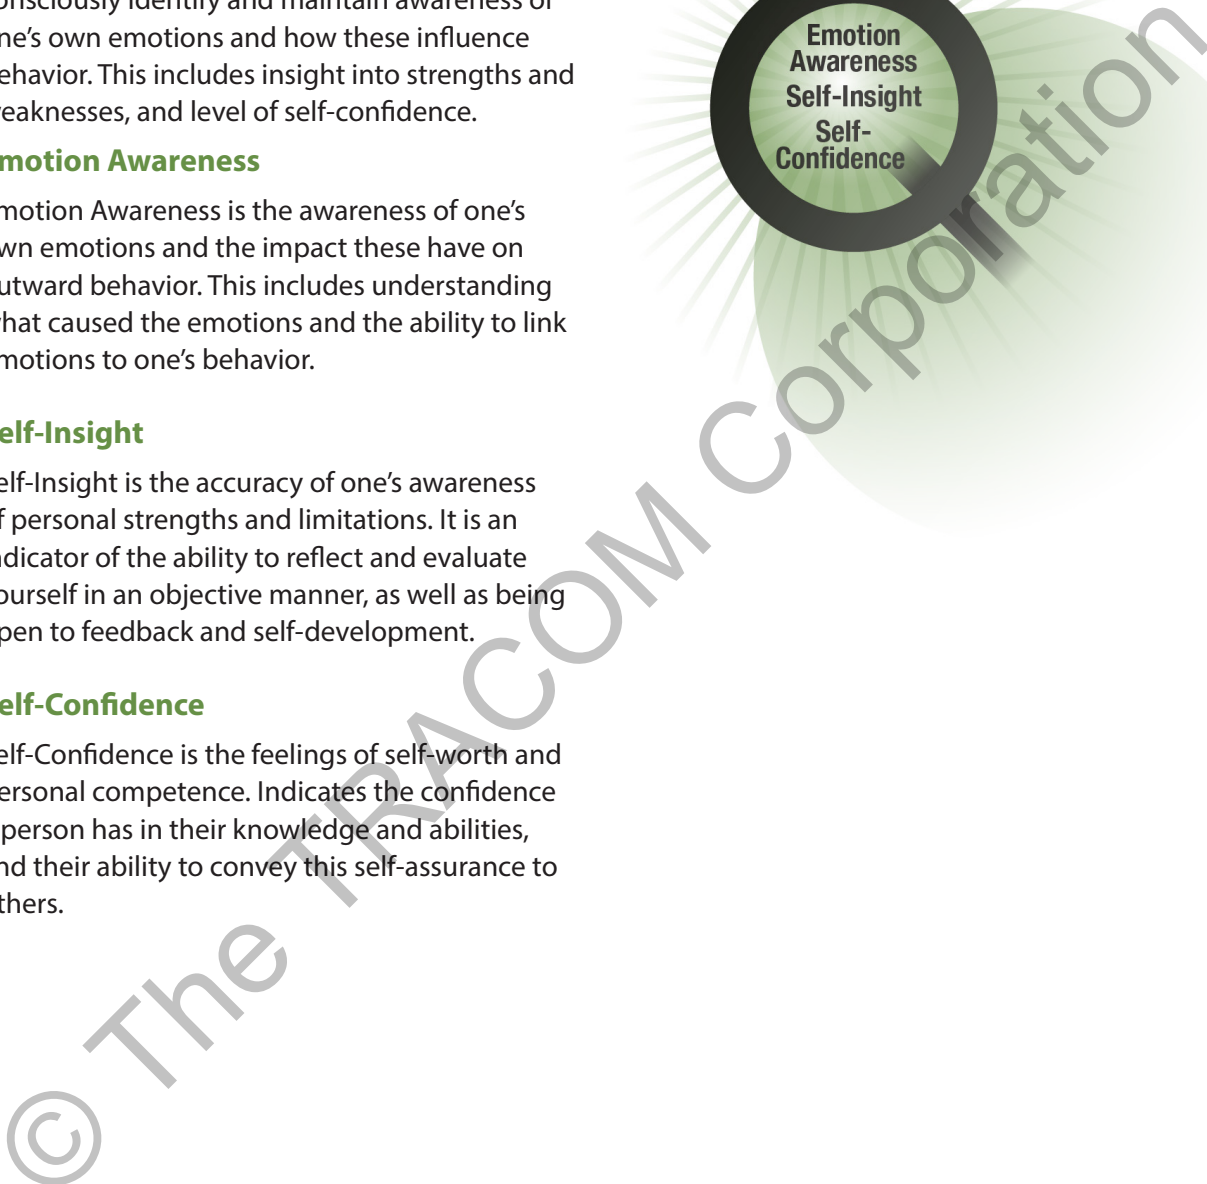 onsciously identify and maintain awareness of
ne's own emotions and how these influence
ehavior. This includes insight into strengths and
eaknesses, and level of self-confidence.
motion Awareness
motion Awareness is the awareness of one's
wn emotions and the impact these have on
utward behavior. This includes understanding
hat caused the emotions and the ability to link
motions to one's behavior.
elf-Insight
elf-Insight is the accuracy of one's awareness
f personal strengths and limitations. It is an
ndicator of the ability to reflect and evaluate
ourself in an objective manner, as well as being
pen to feedback and self-development.
elf-Confidence
elf-Confidence is the feelings of self-worth and
ersonal competence. Indicates the confidence
person has in their knowledge and abilities,
nd their ability to convey this self-assurance to
thers.
Emotion
Awareness
Self-Insight
Self-
Confidence
© The TRACOM Corporation